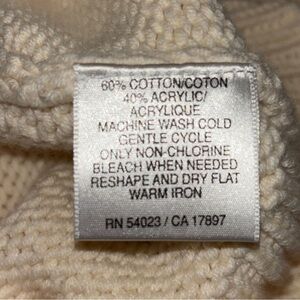 60% COTTON/COTON
40% ACRYLIC/
ACRYLIQUE
MACHINE WASH COLD
GENTLE CYCLE
ONLY NON-CHLORINE
BLEACH WHEN NEEDED
RESHAPE AND DRY FLAT
WARM IRON
RN 54023 / CA 17897